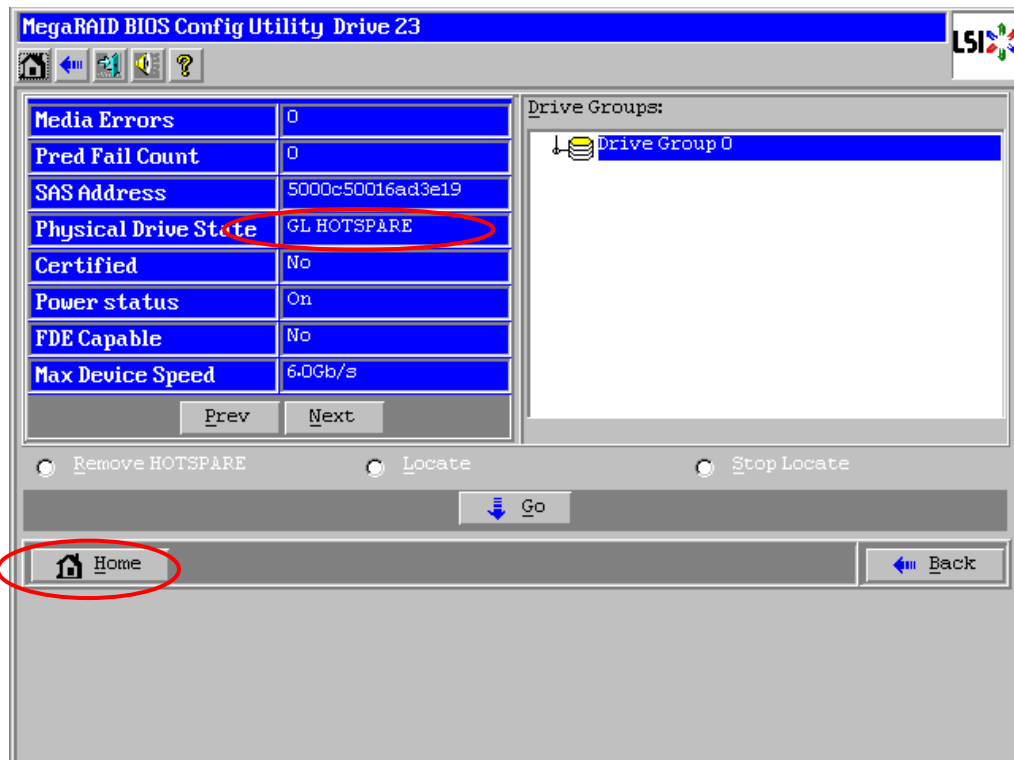 MegaRAID BIOS Config Utility Drive 23
LSI
Media Errors 0
Pred Fail Count 0
SAS Address 5000c50016ad3e19
Physical Drive State GL HOTSPARE
Certified No
Power status On
FDE Capable No
Max Device Speed 6.0Gb/s
Prev Next
Drive Groups:
Drive Group 0
Remove HOTSPARE Locate Stop Locate
Go
Home Back